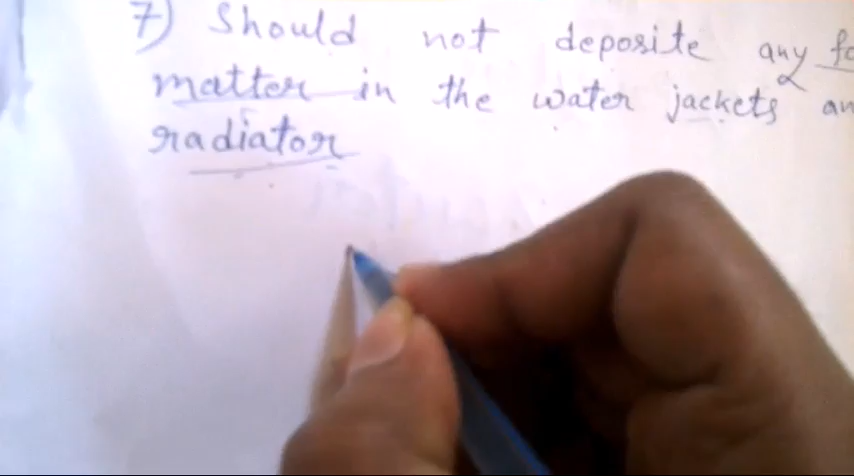 7) Should not deposite any
matter in the water jackets
radiator